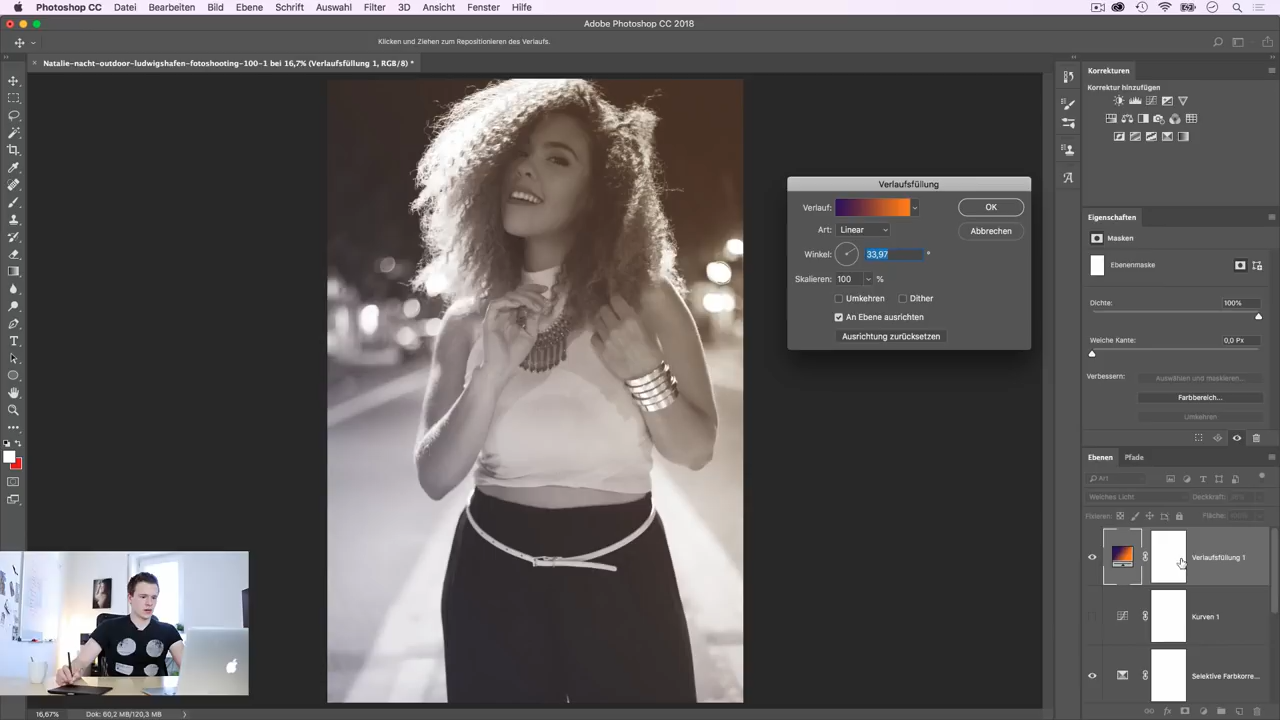 Photoshop CC Datei Bearbeiten Bild Ebene Schrift Auswahl Filter 3D Ansicht Fenster Hilfe
Adobe Photoshop CC 2018
Klicken und Ziehen zum Repositionieren des Verlaufs.
Natalie-nacht-outdoor-ludwigshafen-fotoshooting-100-1 bei 16,7% (Verlaufsfüllung 1, RGB/8) *
Korrekturen
Korrektur hinzufügen
Verlaufsfüllung
Verlauf:
OK
Art: Linear
Abbrechen
Winkel: 33,97 °
Skalieren: 100 %
Umkehren Dither
An Ebene ausrichten
Ausrichtung zurücksetzen
Eigenschaften
Masken
Ebenenmaske
Dichte: 100%
Weiche Kante: 0,0 Px
Verbessern: Auswählen und maskieren...
Farbbereich...
Umkehren
Ebenen Pfade
Art
Weiches Licht Deckkraft:
Fixieren: Fläche:
Verlaufsfüllung 1
Kurven 1
Selektive Farbkorre...
16,67% Dok: 60,2 MB/120,3 MB